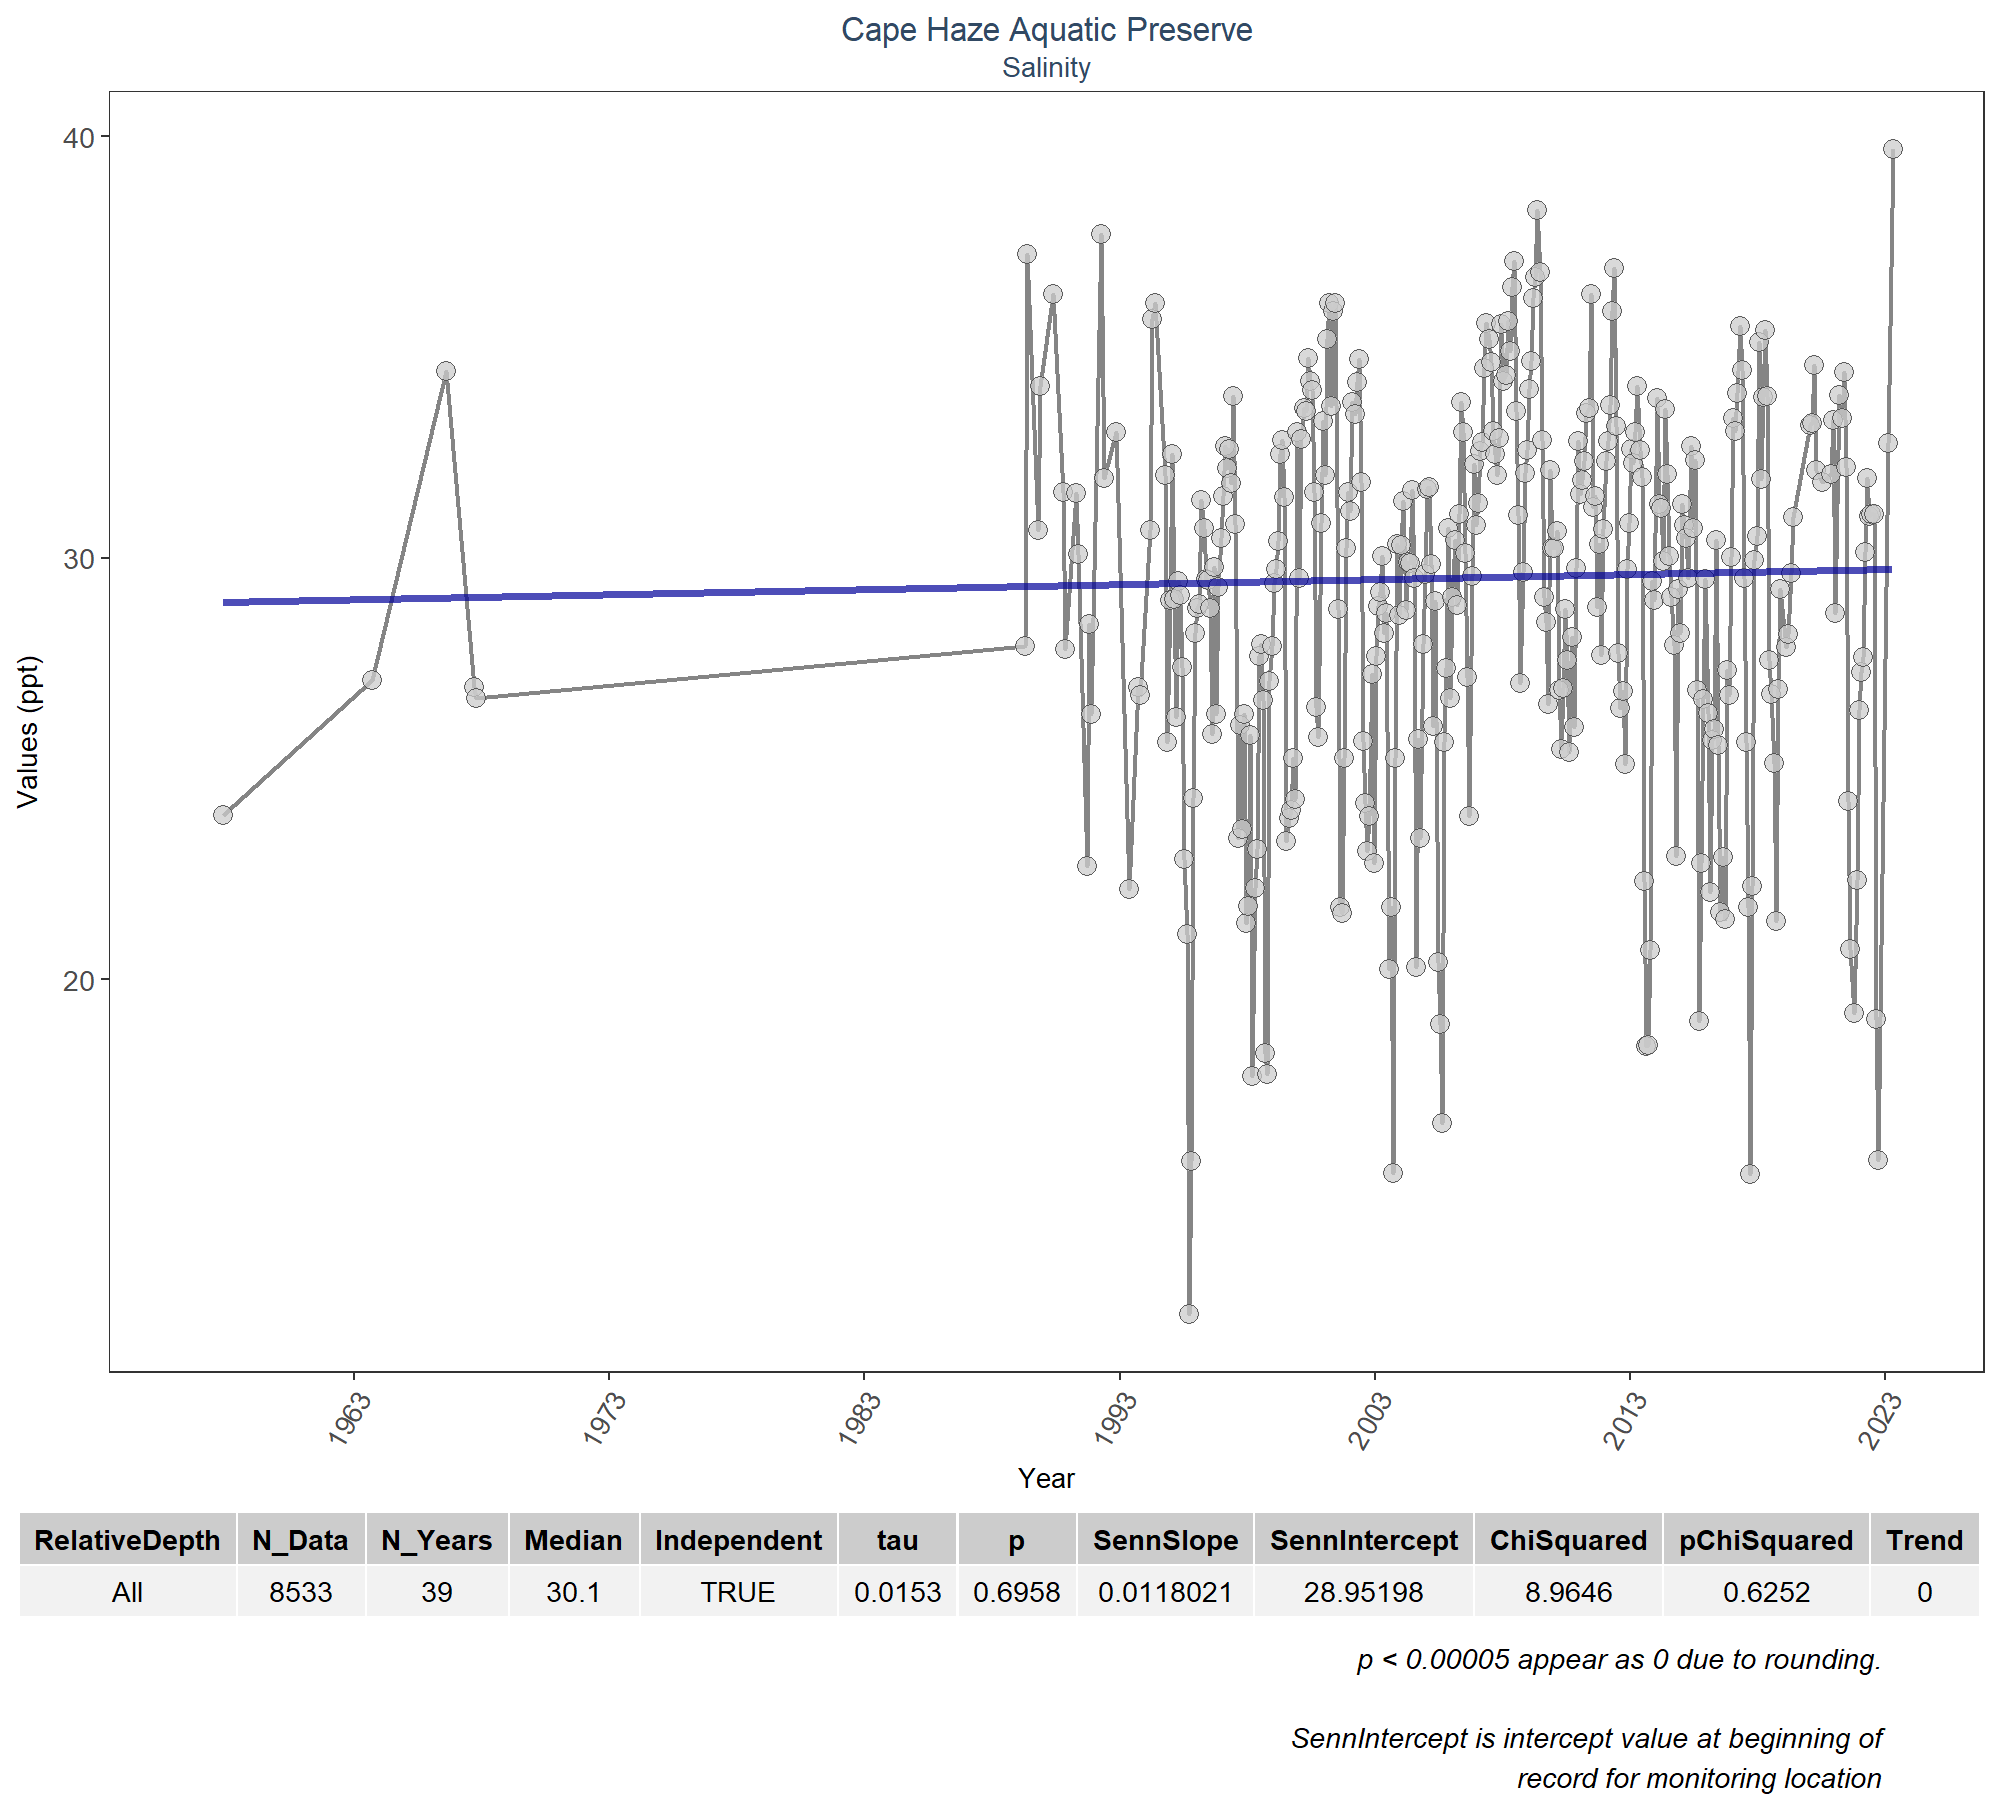 Cape Haze Aquatic Preserve
Salinity
40
30
20
Values (ppt)
1963
1973
1983
1993
2003
2013
2023
Year
RelativeDepth N_Data N_Years Median Independent tau p SennSlope SennIntercept ChiSquared pChiSquared Trend
All 8533 39 30.1 TRUE 0.0153 0.6958 0.0118021 28.95198 8.9646 0.6252 0
p < 0.00005 appear as 0 due to rounding.
SennIntercept is intercept value at beginning of
record for monitoring location